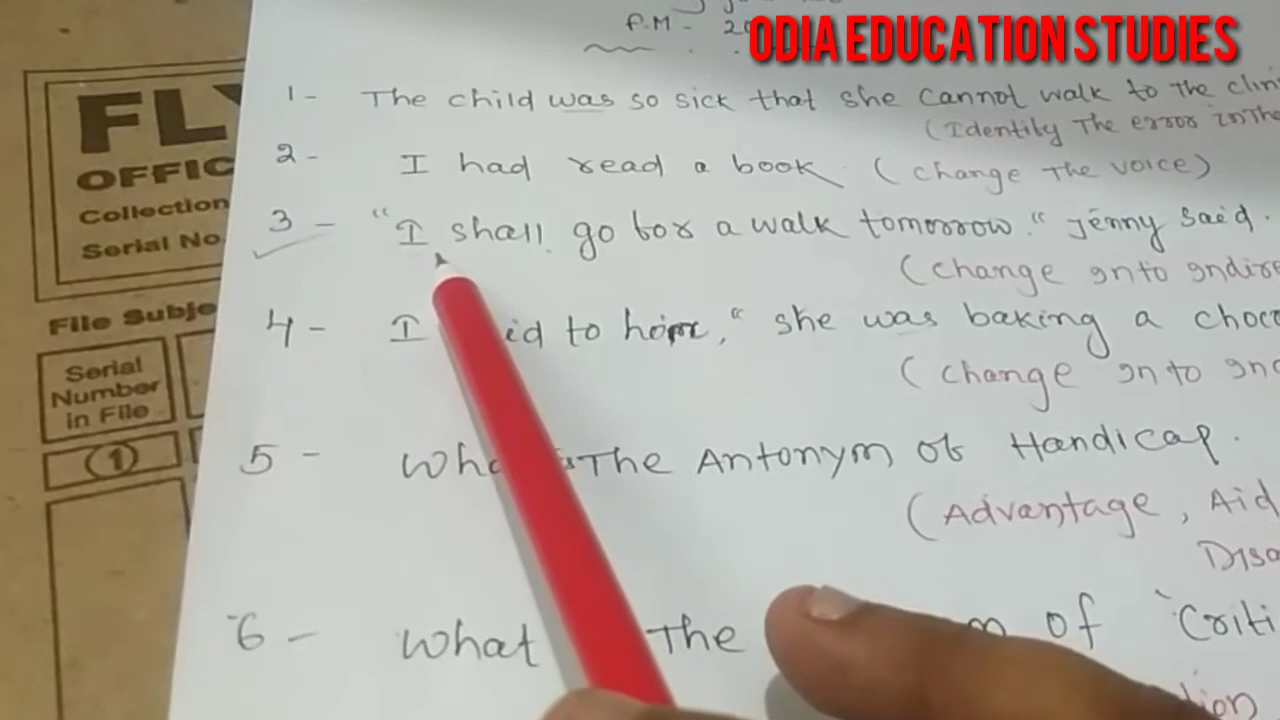 P.M -
ODIA EDUCATION STUDIES
1- The child was so sick that she cannot walk to the
(Identify The error in The
2- I had read a book. (change The voice)
3- "I shall go for a walk tomorrow." Jenny said.
(change into
4- I to him, "she was baking a
(change into
5- The Antonym of Handicap.
(Advantage, Aid
6- What The of
FLY
OFFIC
Collection
Serial No.
File Subje
Serial
Number
in File
1